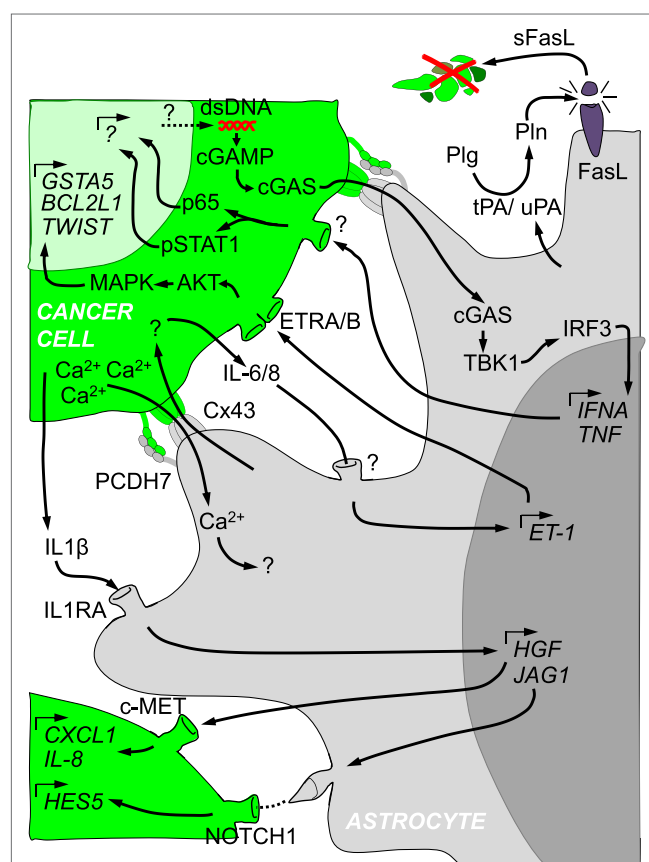 sFasL
dsDNA
?
?
cGAMP
Pln
Plg
cGAS
FasL
GSTA5
BCL2L1
TWIST
p65
tPA/ uPA
pSTAT1
?
MAPK
AKT
CANCER
CELL
ETRA/B
cGAS
IRF3
TBK1
?
IL-6/8
Ca²⁺ Ca²⁺
Ca²⁺
IFNA
TNF
Cx43
?
PCDH7
Ca²⁺
ET-1
IL1β
?
IL1RA
HGF
JAG1
c-MET
CXCL1
IL-8
HES5
NOTCH1
ASTROCYTE